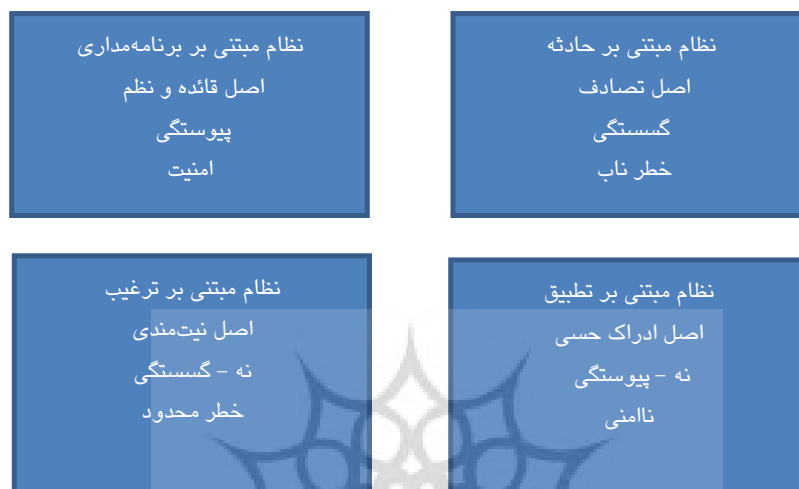 نظام مبتنی بر حادثه
اصل تصادف
گسستگی
خطر ناب
نظام مبتنی بر برنامه‌مداری
اصل قائده و نظم
پیوستگی
امنیت
نظام مبتنی بر تطبیق
اصل ادراک حسی
نه – پیوستگی
ناامنی
نظام مبتنی بر ترغیب
اصل نیت‌مندی
نه – گسستگی
خطر محدود